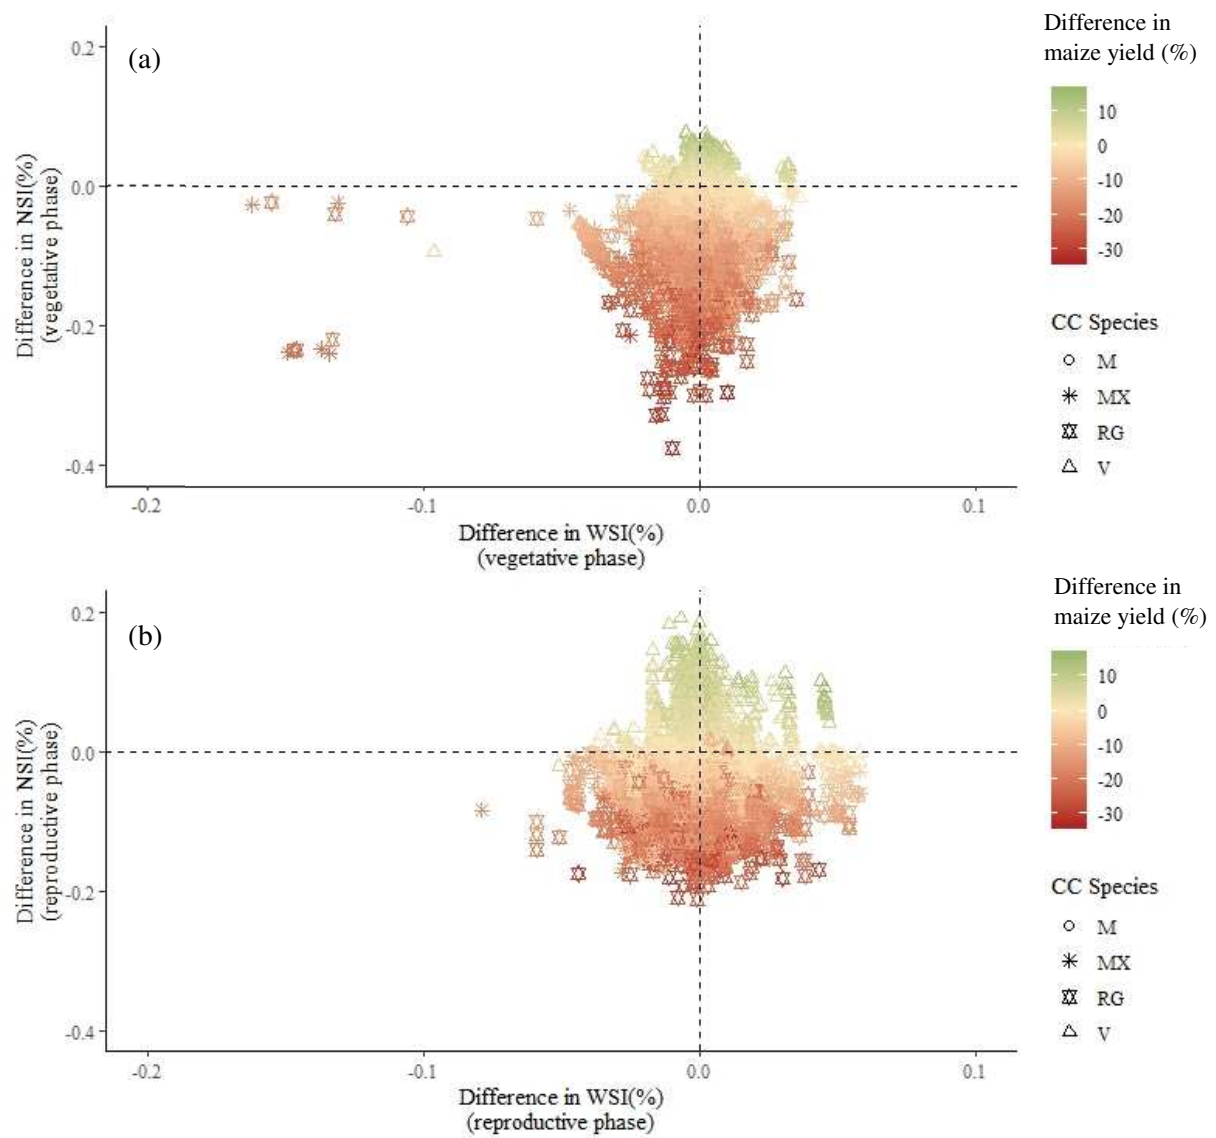 (a)
Difference in NSI(%)
(vegetative phase)
0.2
0.0
-0.2
-0.4
-0.2
-0.1
0.0
0.1
Difference in WSI(%)
(vegetative phase)
Difference in
maize yield (%)
10
0
-10
-20
-30
CC Species
M
MX
RG
V
(b)
Difference in NSI(%)
(reproductive phase)
0.2
0.0
-0.2
-0.4
-0.2
-0.1
0.0
0.1
Difference in WSI(%)
(reproductive phase)
Difference in
maize yield (%)
10
0
-10
-20
-30
CC Species
M
MX
RG
V